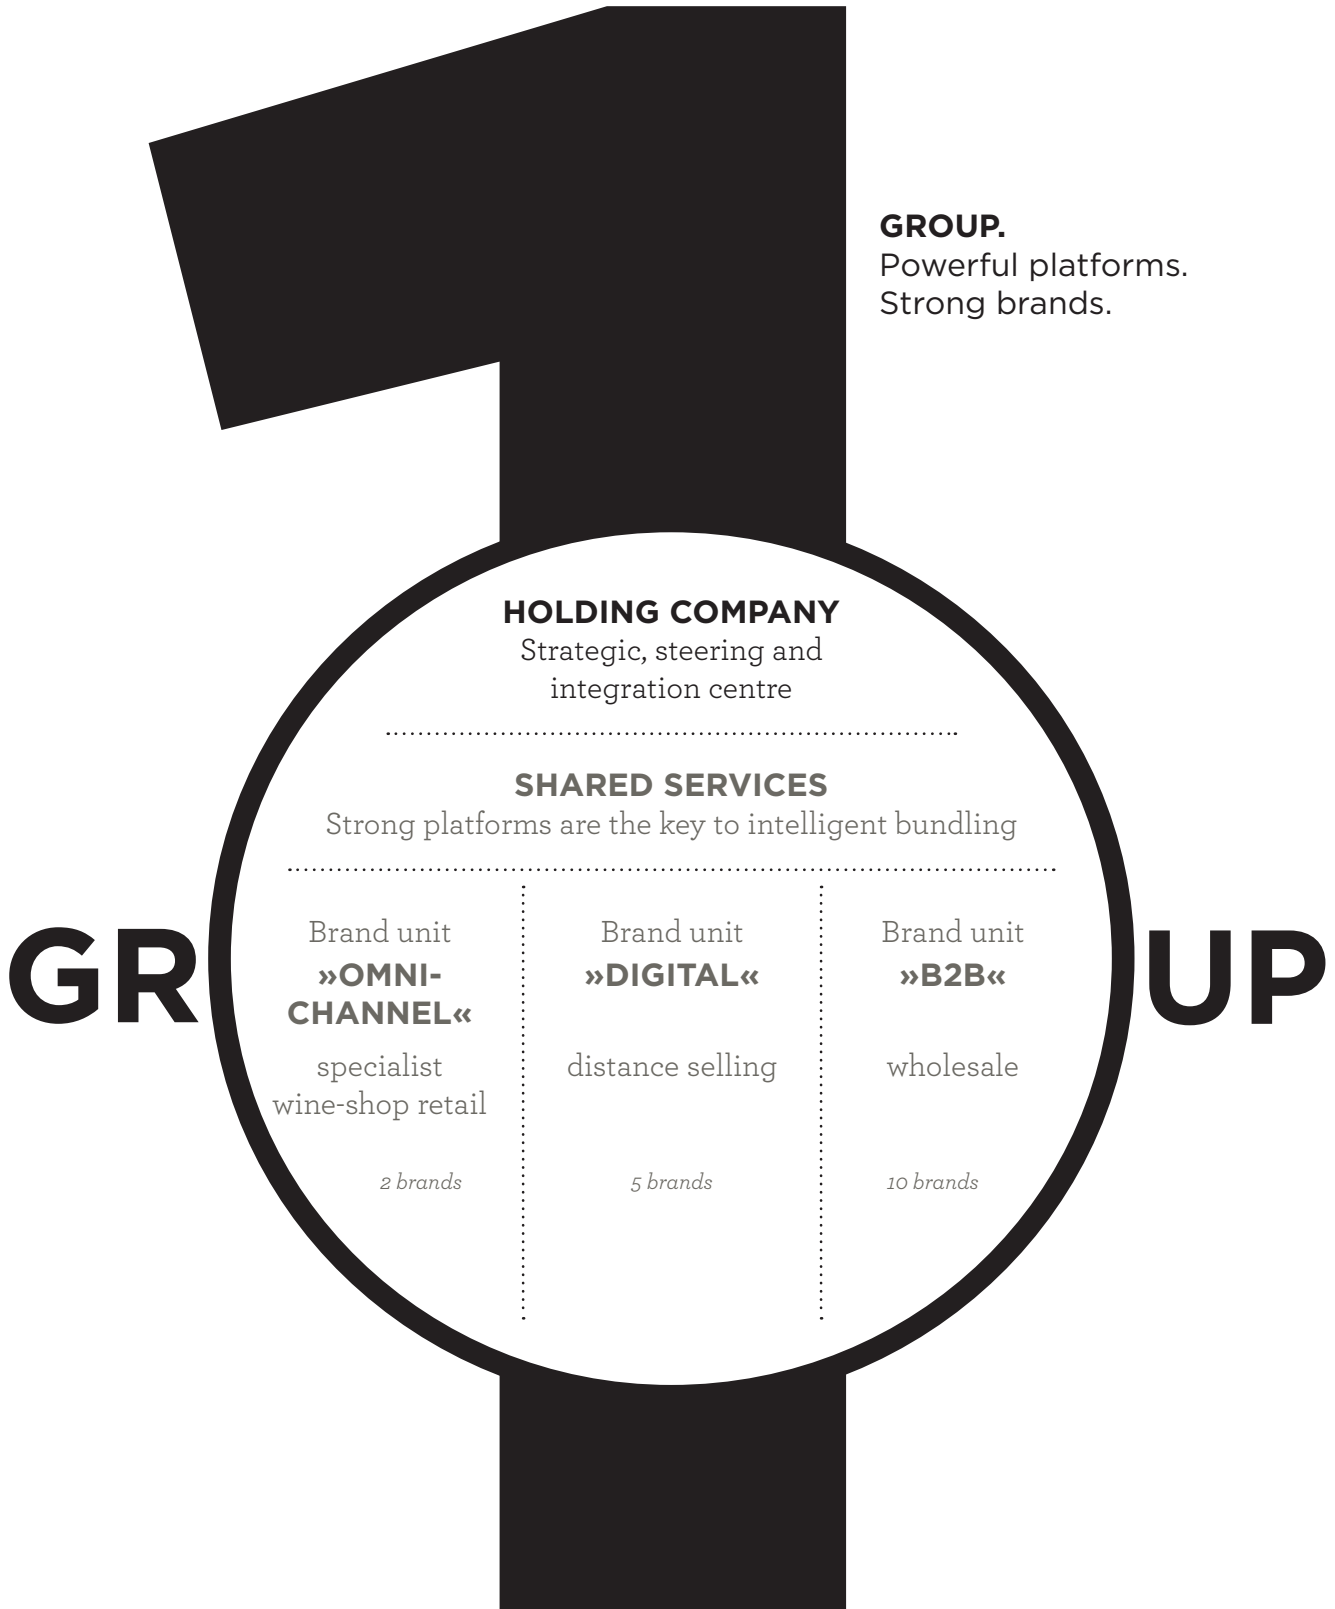 GROUP.
Powerful platforms.
Strong brands.
HOLDING COMPANY
Strategic, steering and
integration centre
SHARED SERVICES
Strong platforms are the key to intelligent bundling
GR UP
Brand unit
»OMNI-
CHANNEL«
specialist
wine-shop retail
2 brands
Brand unit
»DIGITAL«
distance selling
5 brands
Brand unit
»B2B«
wholesale
10 brands